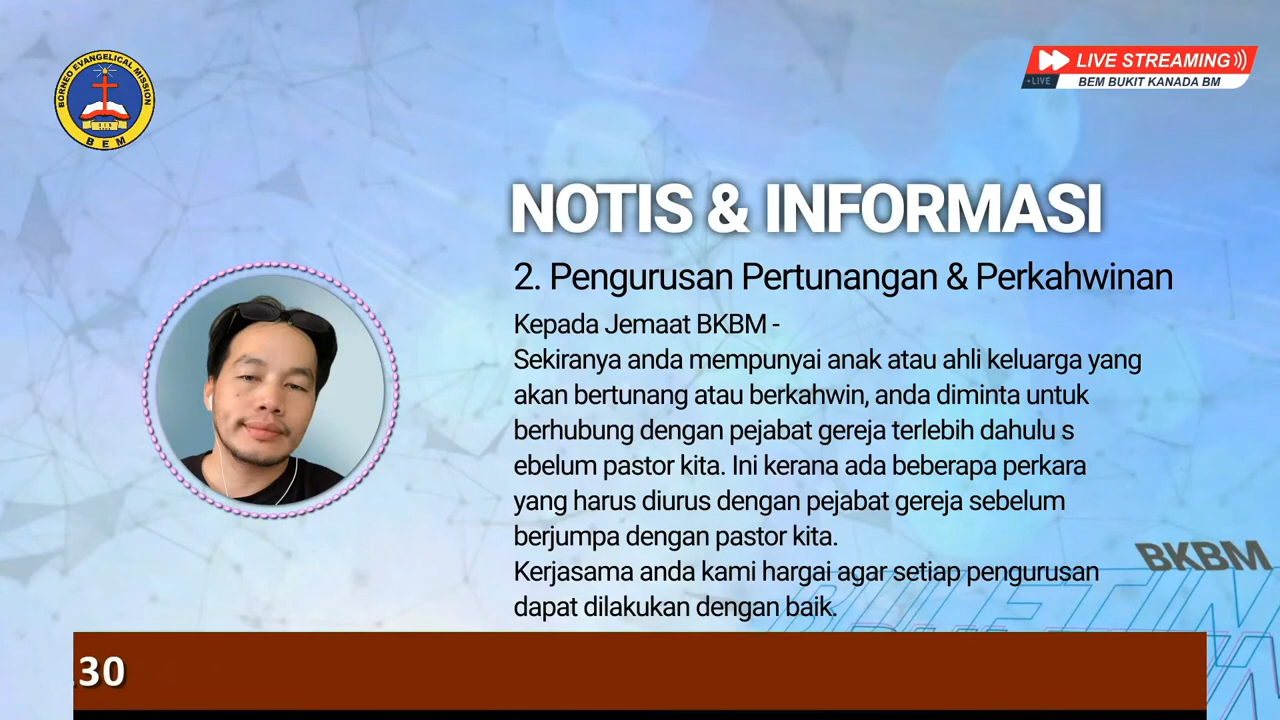 BORNEO EVANGELICAL MISSION
B E M
LIVE STREAMING
LIVE
BEM BUKIT KANADA BM
NOTIS & INFORMASI
2. Pengurusan Pertunangan & Perkahwinan
Kepada Jemaat BKBM -
Sekiranya anda mempunyai anak atau ahli keluarga yang
akan bertunang atau berkahwin, anda diminta untuk
berhubung dengan pejabat gereja terlebih dahulu s
ebelum pastor kita. Ini kerana ada beberapa perkara
yang harus diurus dengan pejabat gereja sebelum
berjumpa dengan pastor kita.
Kerjasama anda kami hargai agar setiap pengurusan
dapat dilakukan dengan baik.
BKBM
BULETIN
.30